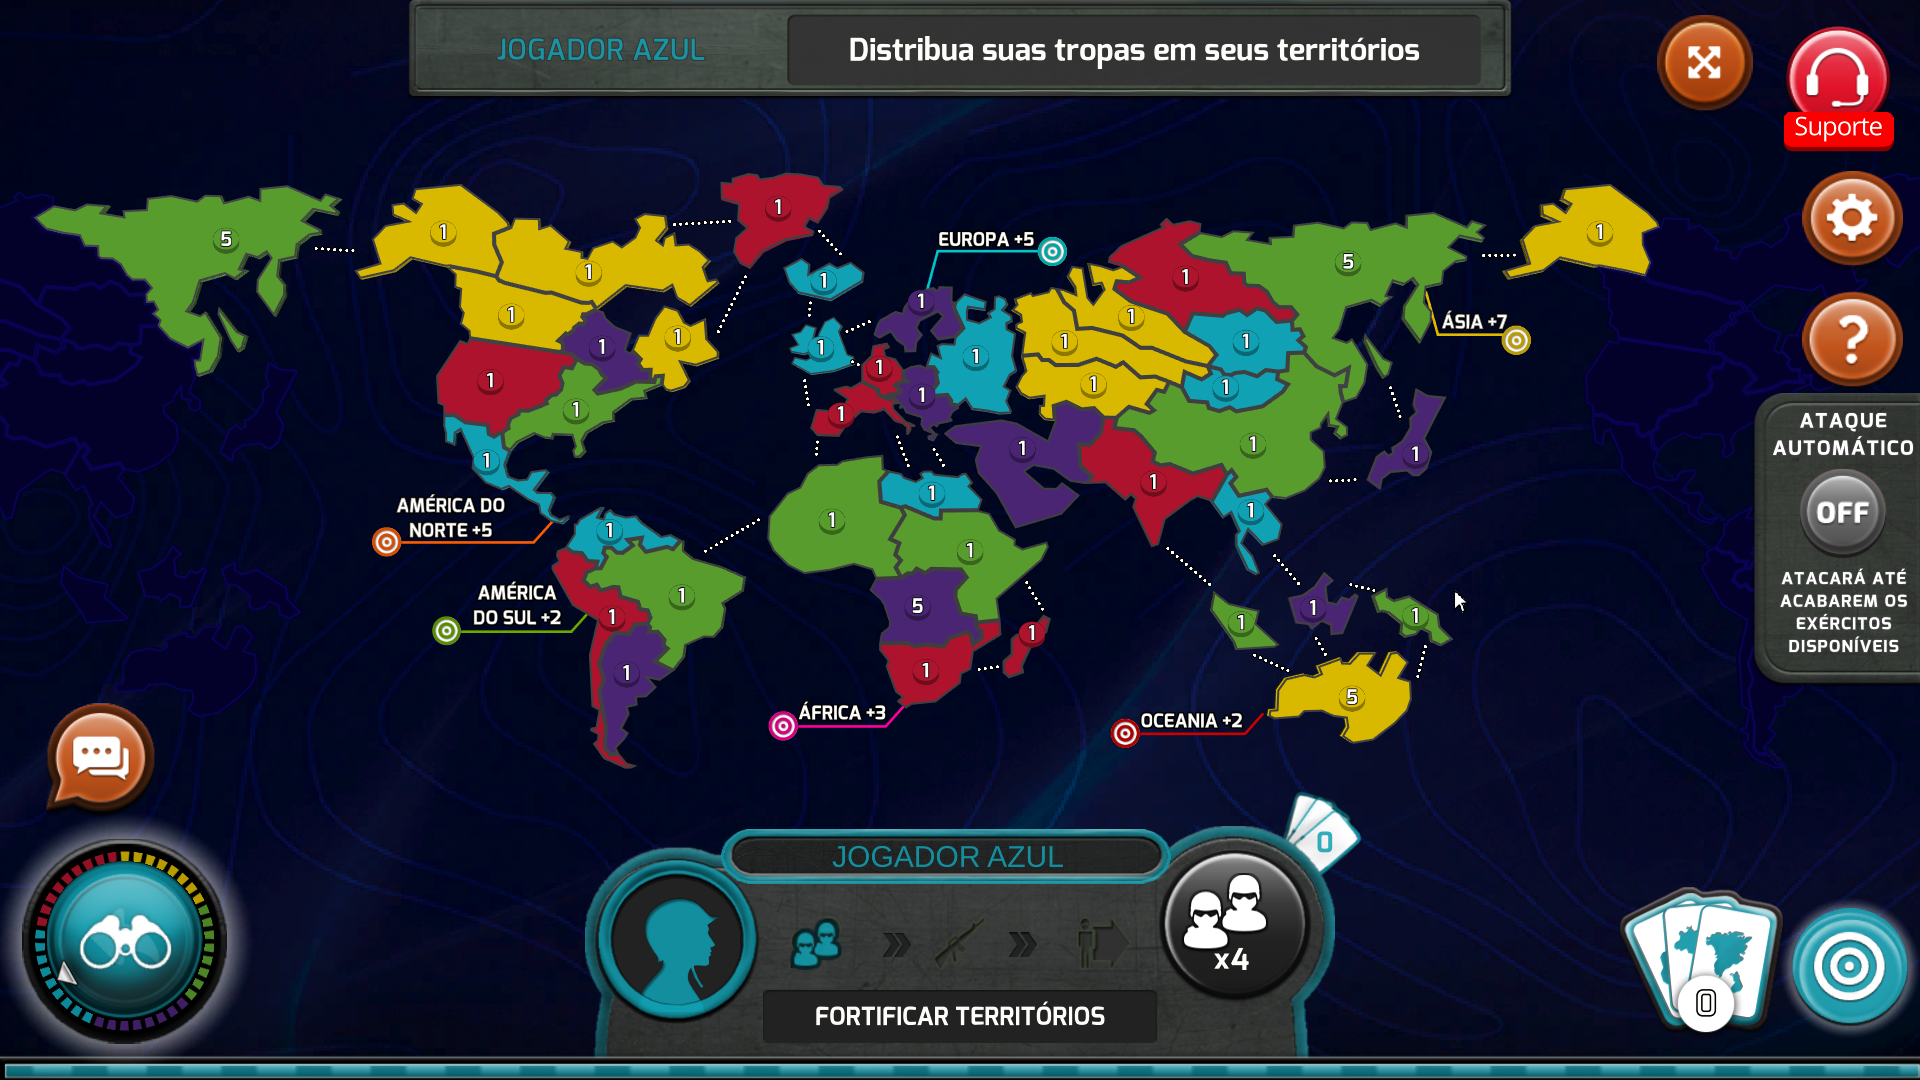 JOGADOR AZUL
Distribua suas tropas em seus territórios
Suporte
5
1
1
1
1
1
1
1
1
1
1
EUROPA +5
1
1
1
1
1
1
1
1
1
1
1
1
5
1
1
1
ÁSIA +7
1
1
1
1
1
1
1
AMÉRICA DO
NORTE +5
AMÉRICA
DO SUL +2
1
1
1
1
1
1
1
5
1
1
ÁFRICA +3
1
1
1
5
OCEANIA +2
ATAQUE
AUTOMÁTICO
OFF
ATACARÁ ATÉ
ACABAREM OS
EXÉRCITOS
DISPONÍVEIS
JOGADOR AZUL
0
x4
FORTIFICAR TERRITÓRIOS
0